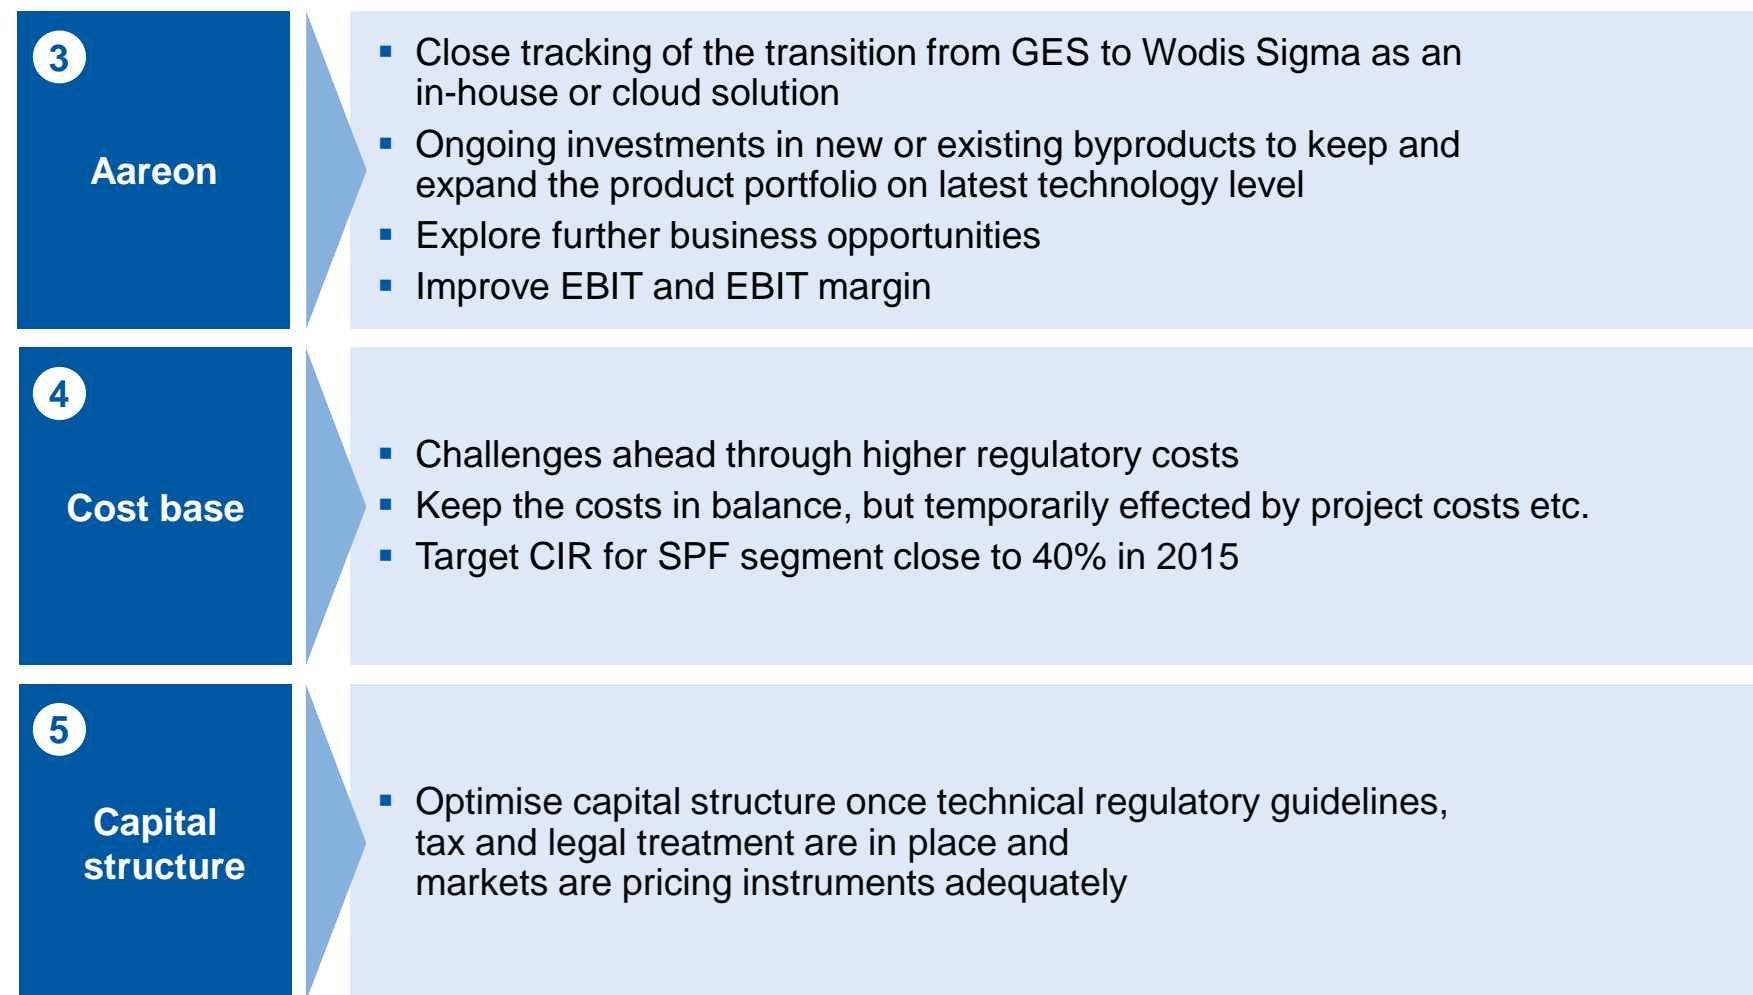 3
Aareon
▪ Close tracking of the transition from GES to Wodis Sigma as an
in-house or cloud solution
▪ Ongoing investments in new or existing byproducts to keep and
expand the product portfolio on latest technology level
▪ Explore further business opportunities
▪ Improve EBIT and EBIT margin
4
Cost base
▪ Challenges ahead through higher regulatory costs
▪ Keep the costs in balance, but temporarily effected by project costs etc.
▪ Target CIR for SPF segment close to 40% in 2015
5
Capital
structure
▪ Optimise capital structure once technical regulatory guidelines,
tax and legal treatment are in place and
markets are pricing instruments adequately